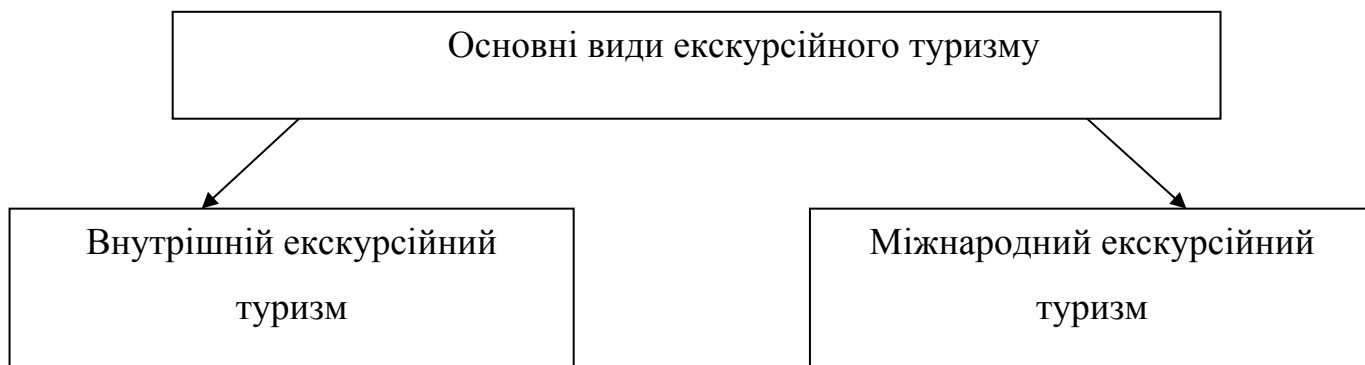 Основні види екскурсійного туризму
Внутрішній екскурсійний
туризм
Міжнародний екскурсійний
туризм